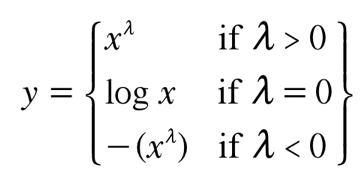 y = { x^λ if λ > 0
log x if λ = 0
−(x^λ) if λ < 0 }